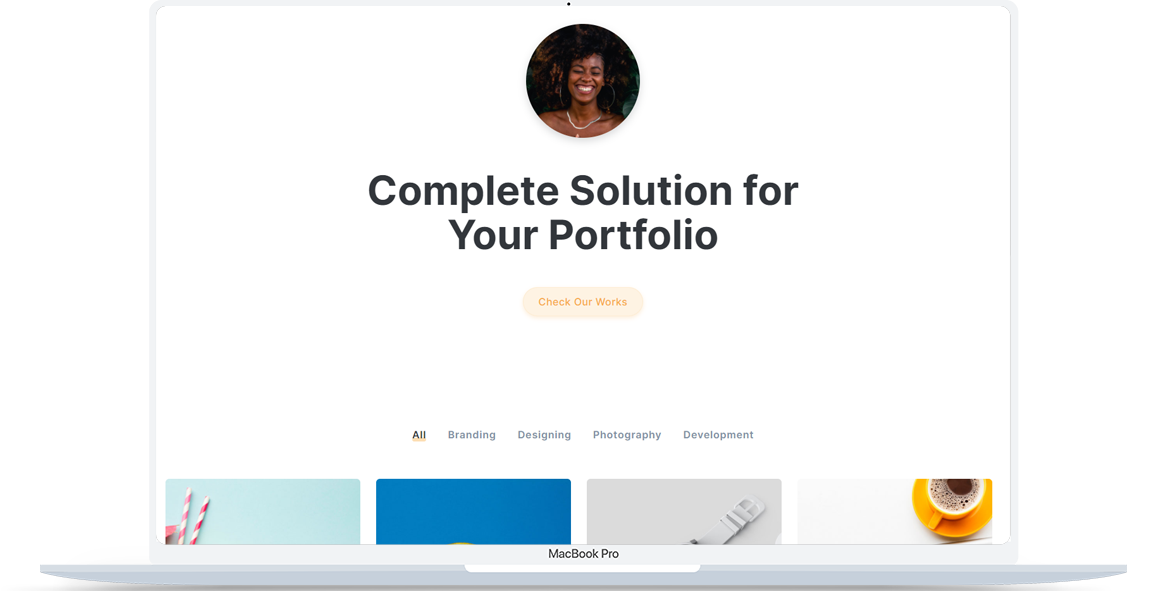 Complete Solution for
Your Portfolio
Check Our Works
All Branding Designing Photography Development
MacBook Pro